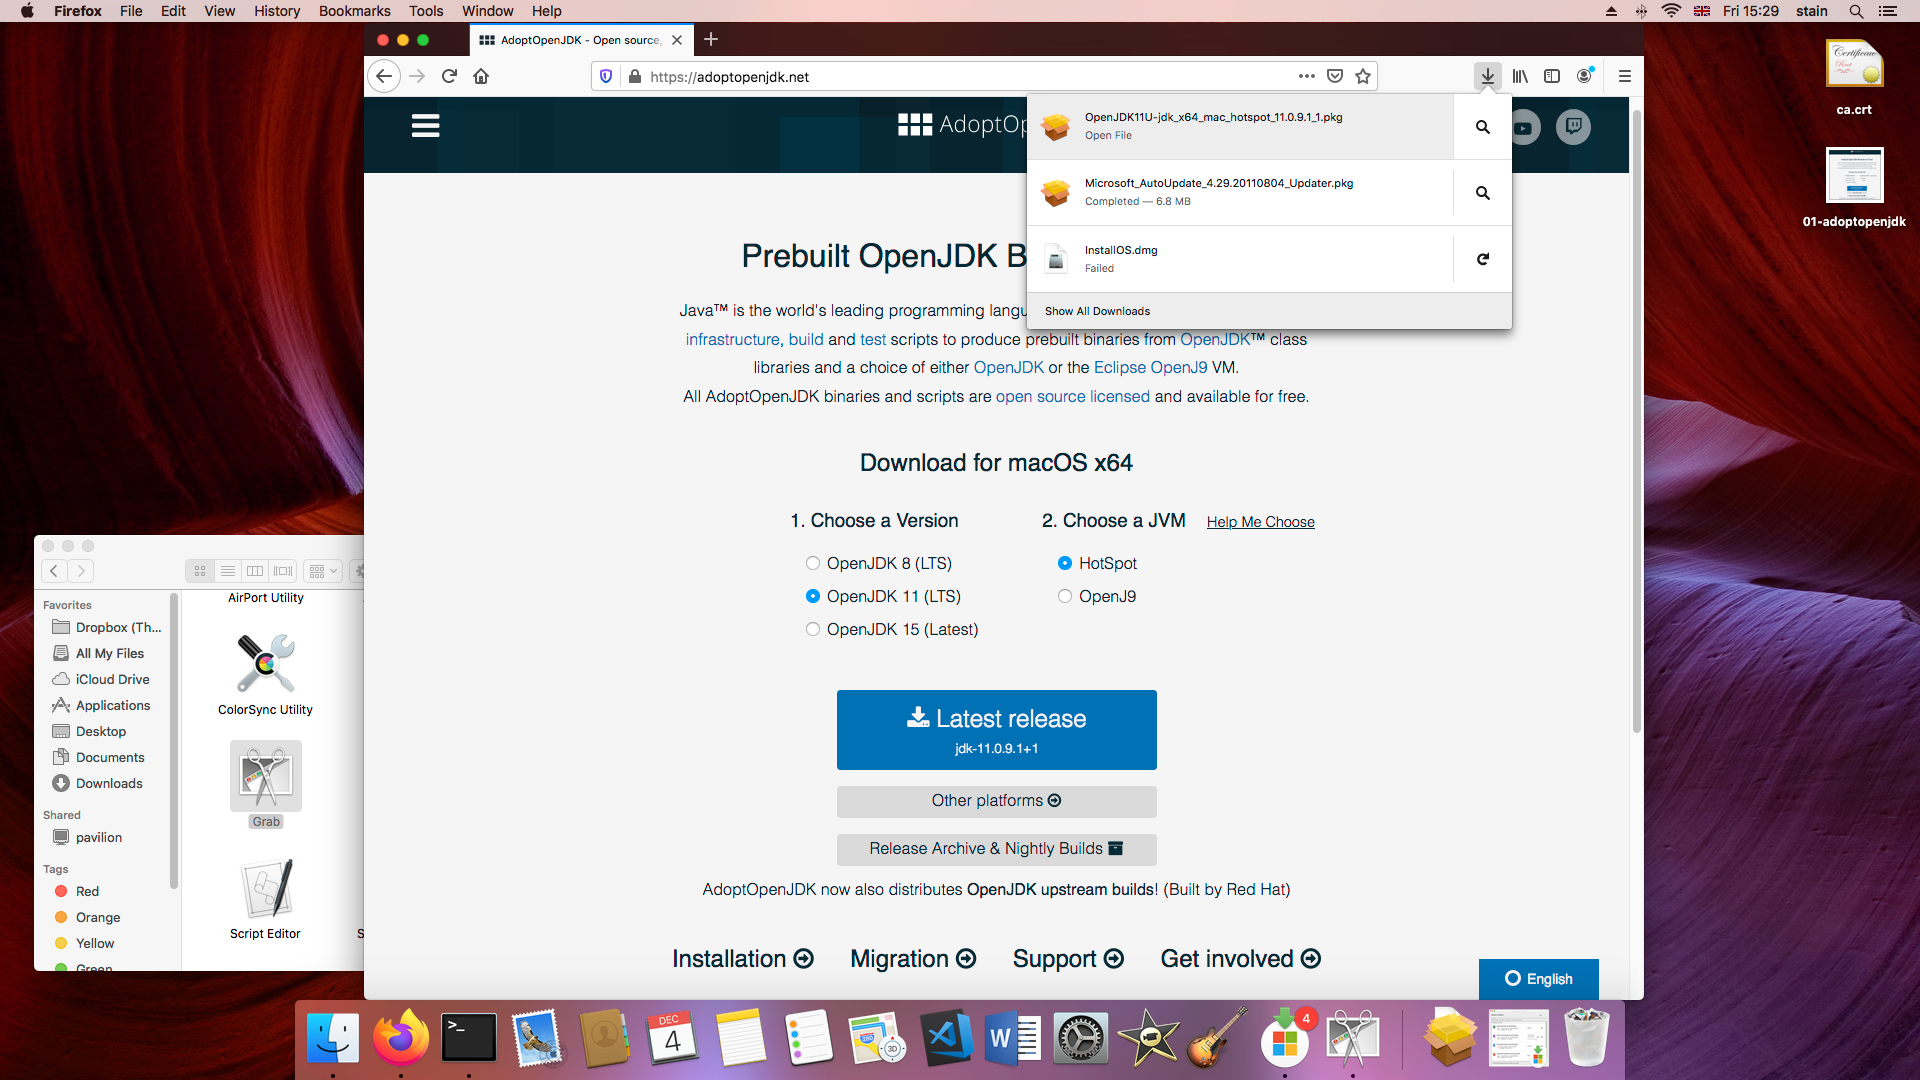 Firefox File Edit View History Bookmarks Tools Window Help
Fri 15:29 stain
AdoptOpenJDK - Open source,
https://adoptopenjdk.net
AdoptOp
OpenJDK11U-jdk_x64_mac_hotspot_11.0.9.1_1.pkg
Open File
Microsoft_AutoUpdate_4.29.20110804_Updater.pkg
Completed — 6.8 MB
InstallOS.dmg
Failed
Show All Downloads
Prebuilt OpenJDK B
Java™ is the world's leading programming langu
infrastructure, build and test scripts to produce prebuilt binaries from OpenJDK™ class
libraries and a choice of either OpenJDK or the Eclipse OpenJ9 VM.
All AdoptOpenJDK binaries and scripts are open source licensed and available for free.
Download for macOS x64
1. Choose a Version
OpenJDK 8 (LTS)
OpenJDK 11 (LTS)
OpenJDK 15 (Latest)
2. Choose a JVM Help Me Choose
HotSpot
OpenJ9
Latest release
jdk-11.0.9.1+1
Other platforms
Release Archive & Nightly Builds
AdoptOpenJDK now also distributes OpenJDK upstream builds! (Built by Red Hat)
Installation Migration Support Get involved
English
ca.crt
01-adoptopenjdk
Favorites
Dropbox (Th...
All My Files
iCloud Drive
Applications
Desktop
Documents
Downloads
Shared
pavilion
Tags
Red
Orange
Yellow
Green
AirPort Utility
ColorSync Utility
Grab
Script Editor
S
>_
DEC
4
3D
W
4